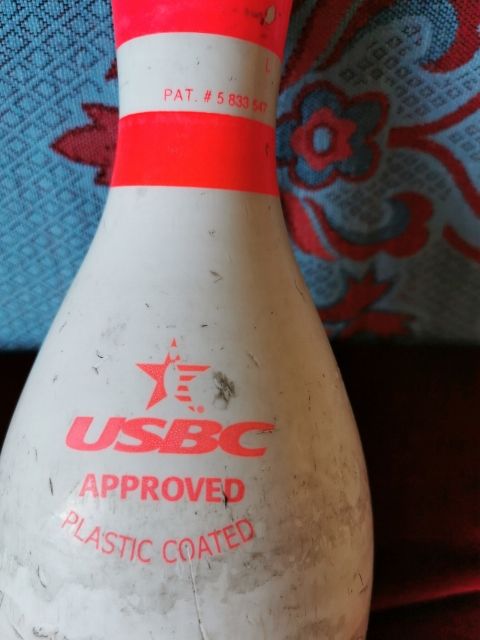 PAT. # 5 833 547
USBC
APPROVED
PLASTIC COATED